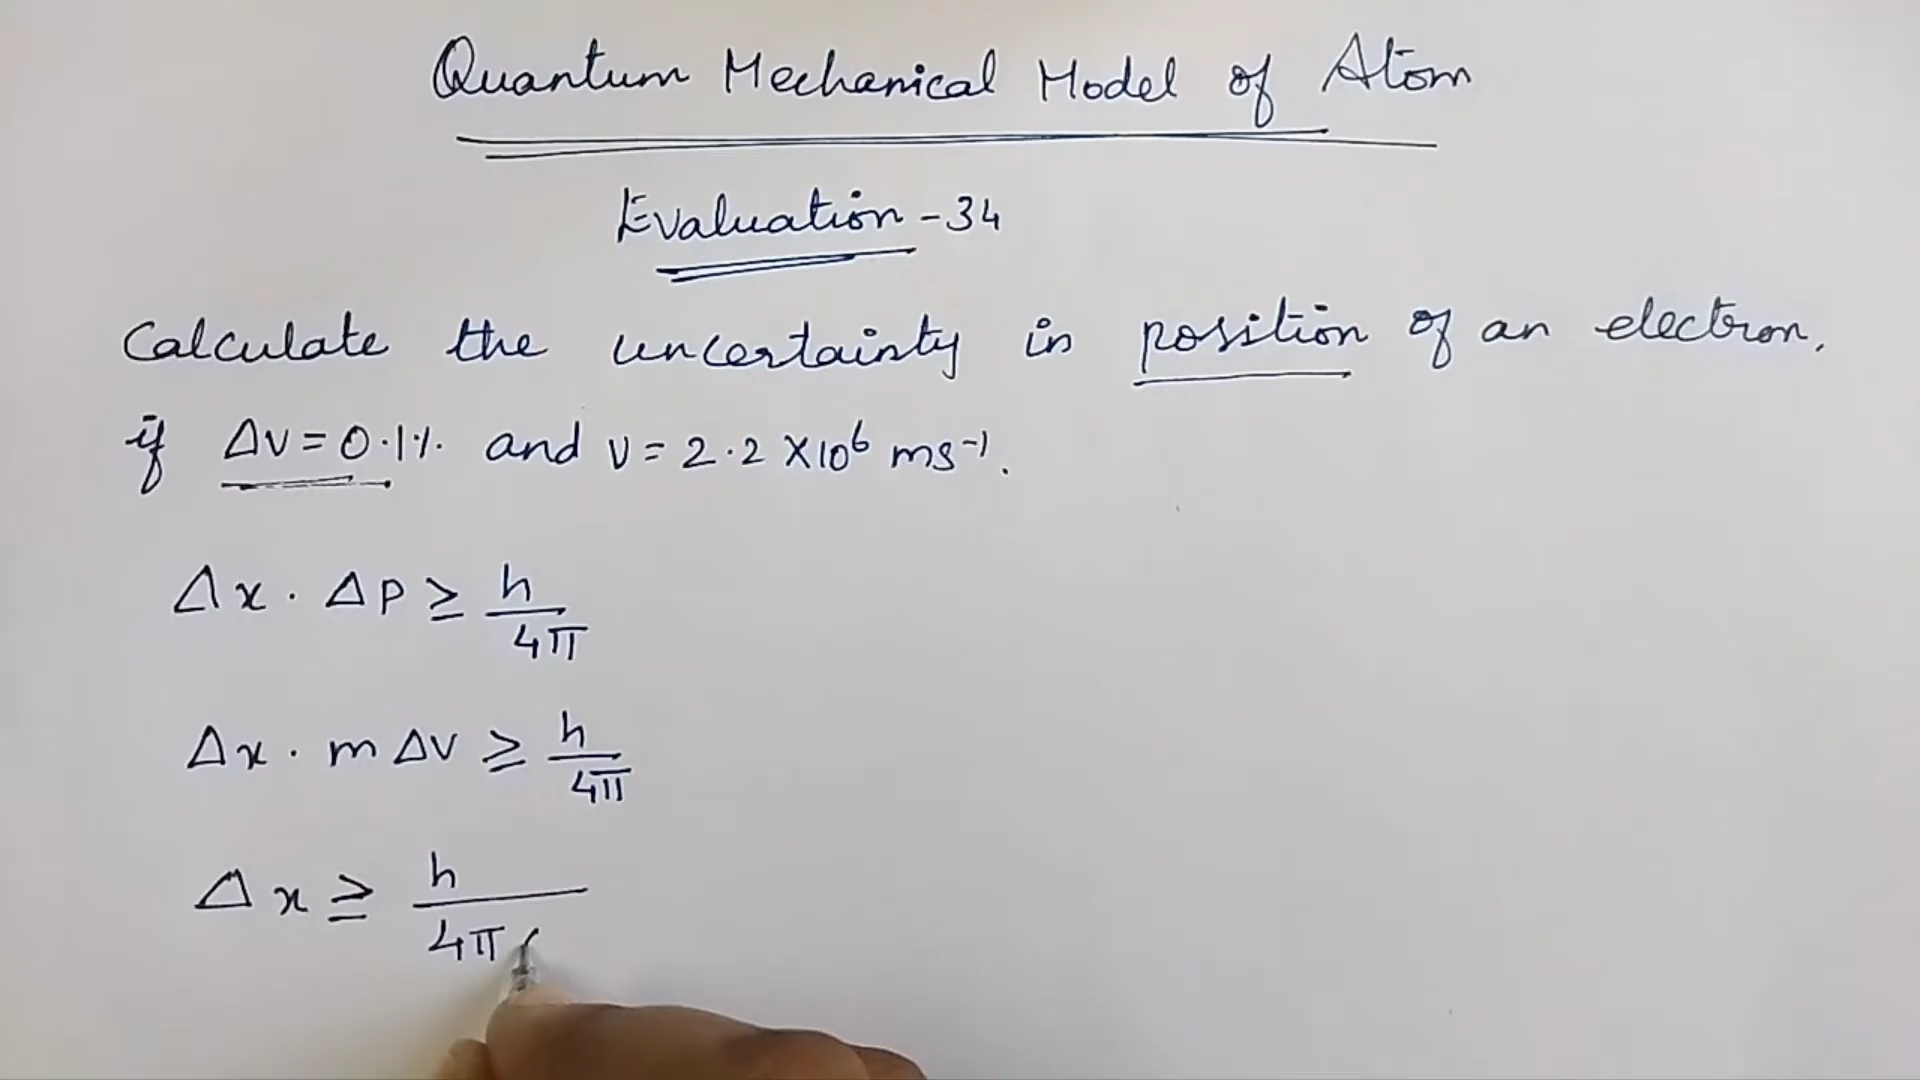 Quantum Mechanical Model of Atom
Evaluation - 34
Calculate the uncertainty in position of an electron,
if Δv = 0.1% and v = 2.2 × 10⁶ ms⁻¹.
Δx · Δp ≥ h/4π
Δx · m Δv ≥ h/4π
Δx ≥ h/4π (